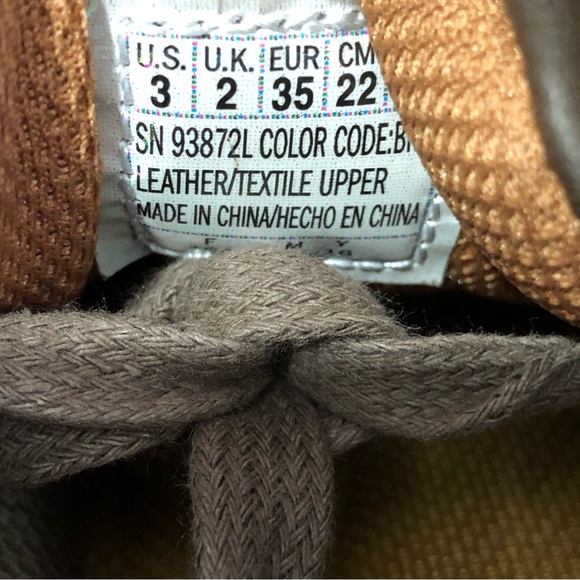 U.S. U.K. EUR CM
3 2 35 22
SN 93872L COLOR CODE:B
LEATHER/TEXTILE UPPER
MADE IN CHINA/HECHO EN CHINA
F M Y